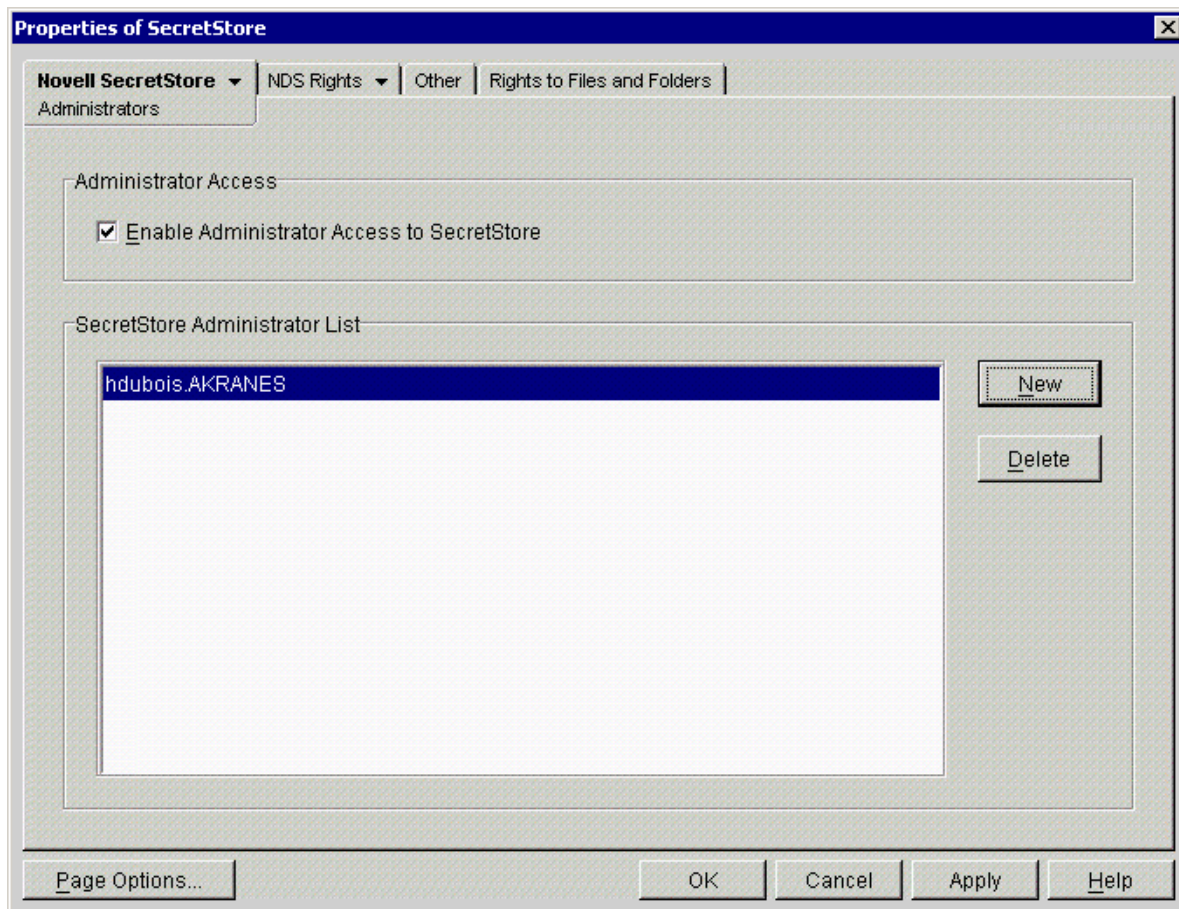 Properties of SecretStore
Novell SecretStore NDS Rights Other Rights to Files and Folders
Administrators
Administrator Access
Enable Administrator Access to SecretStore
SecretStore Administrator List
hdubois.AKRANES
New
Delete
Page Options... OK Cancel Apply Help